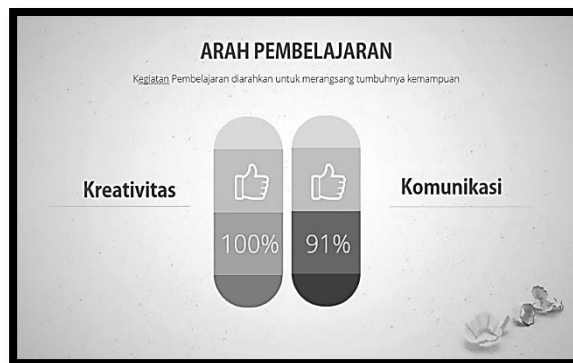 ARAH PEMBELAJARAN
Kegiatan Pembelajaran diarahkan untuk merangsang tumbuhnya kemampuan
Kreativitas
100%
91%
Komunikasi